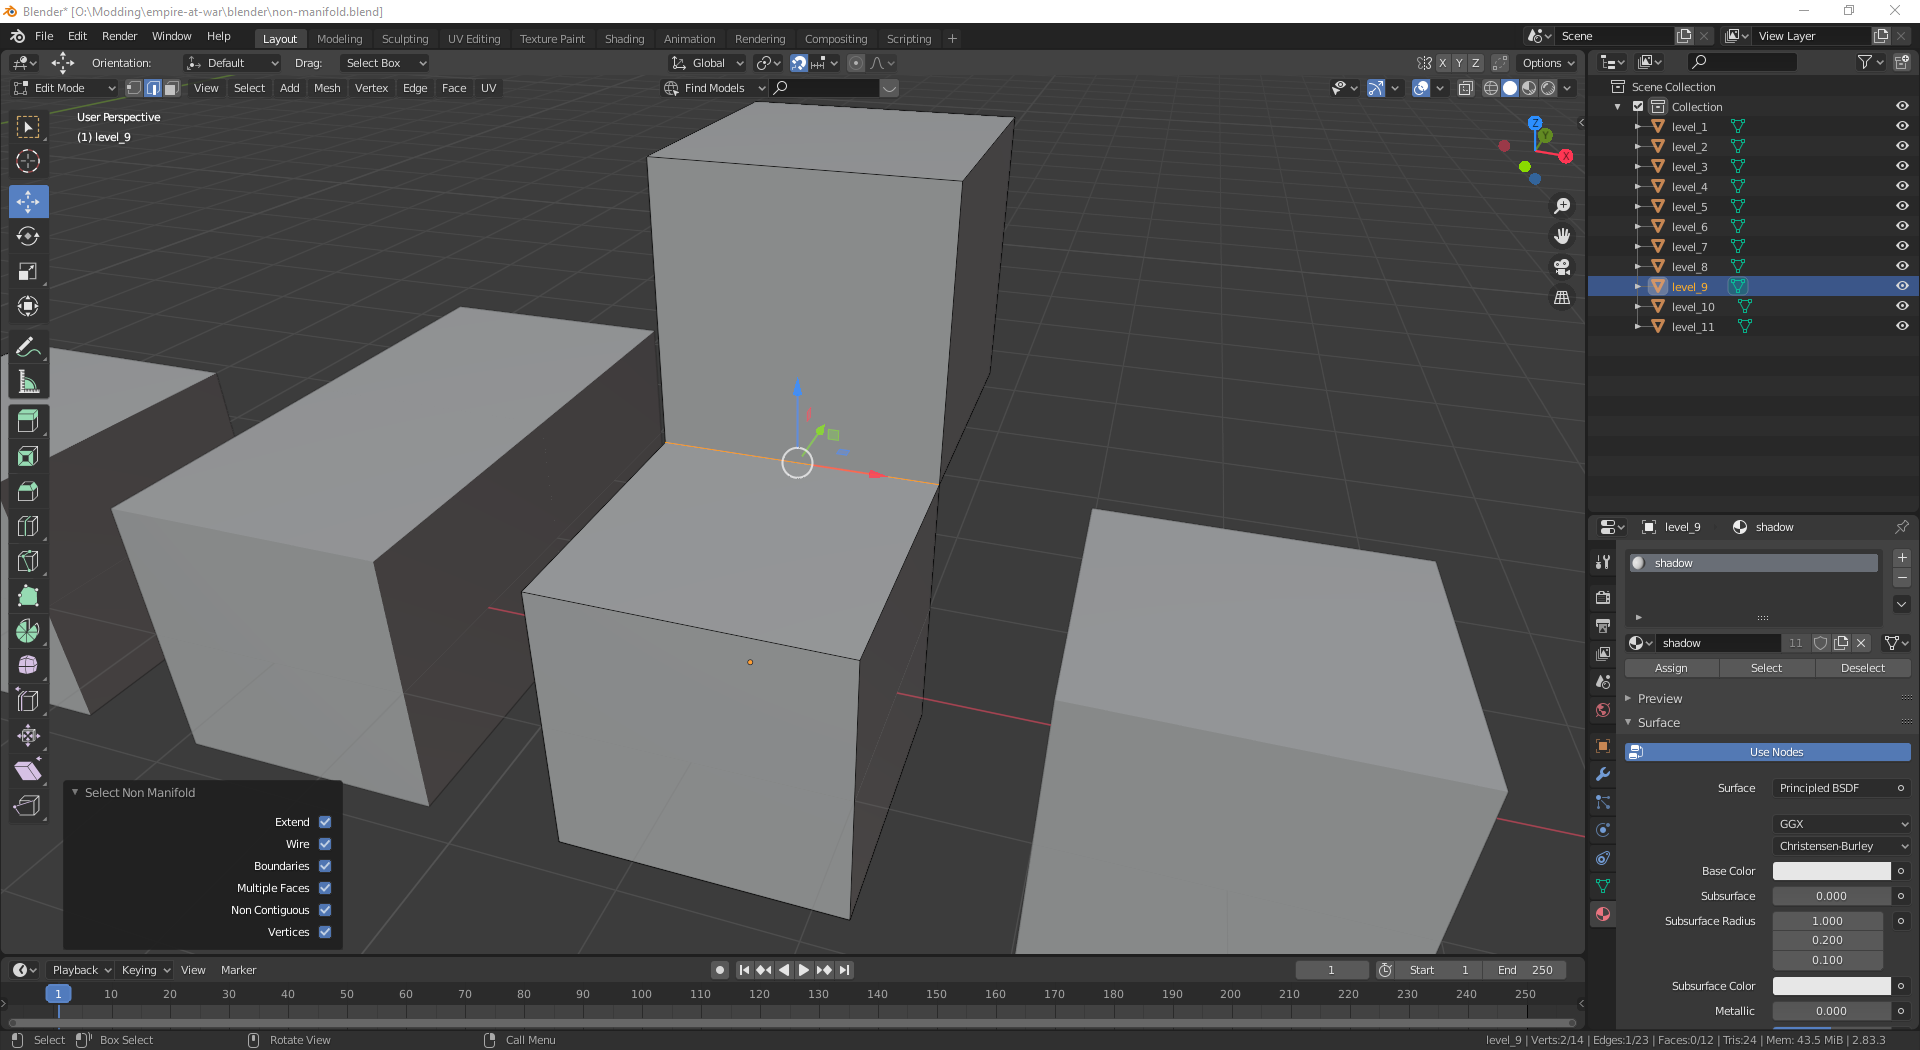 Blender* [O:\Modding\empire-at-war\blender\non-manifold.blend]
File Edit Render Window Help Layout Modeling Sculpting UV Editing Texture Paint Shading Animation Rendering Compositing Scripting + Scene View Layer
Orientation: Default Drag: Select Box Global X Y Z Options
Edit Mode View Select Add Mesh Vertex Edge Face UV Find Models
User Perspective
(1) level_9
Z
Y
X
Scene Collection
Collection
level_1
level_2
level_3
level_4
level_5
level_6
level_7
level_8
level_9
level_10
level_11
level_9 shadow
shadow
shadow 11
Assign Select Deselect
Preview
Surface
Use Nodes
Surface Principled BSDF
GGX
Christensen-Burley
Base Color
Subsurface 0.000
Subsurface Radius 1.000
0.200
0.100
Subsurface Color
Metallic 0.000
Select Non Manifold
Extend
Wire
Boundaries
Multiple Faces
Non Contiguous
Vertices
Playback Keying View Marker 1 Start 1 End 250
1 10 20 30 40 50 60 70 80 90 100 110 120 130 140 150 160 170 180 190 200 210 220 230 240 250
Select Box Select Rotate View Call Menu level_9 | Verts:2/14 | Edges:1/23 | Faces:0/12 | Tris:24 | Mem: 43.5 MiB | 2.83.3